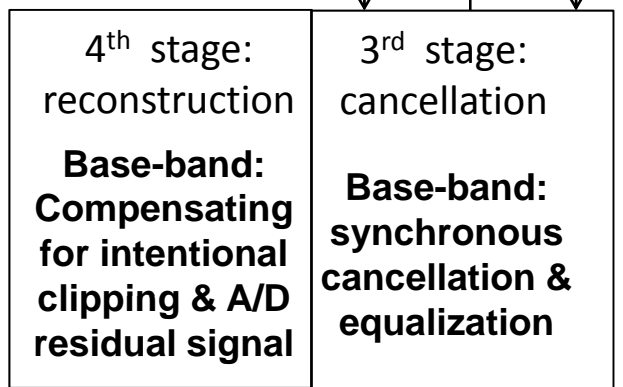 4th stage:
reconstruction
Base-band:
Compensating
for intentional
clipping & A/D
residual signal
3rd stage:
cancellation
Base-band:
synchronous
cancellation &
equalization